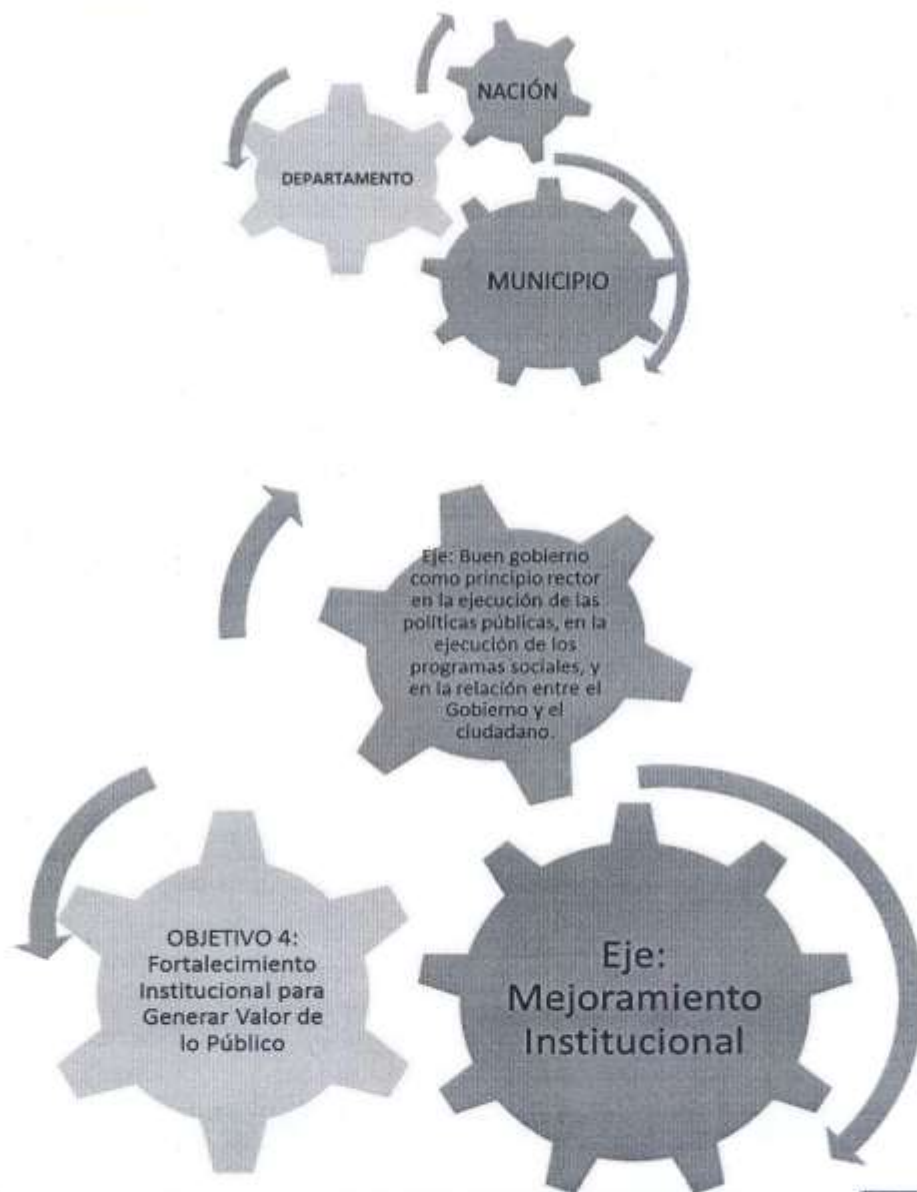 NACIÓN
DEPARTAMENTO
MUNICIPIO
Eje: Buen gobierno
como principio rector
en la ejecución de las
políticas públicas, en la
ejecución de los
programas sociales, y
en la relación entre el
Gobierno y el
ciudadano.
OBJETIVO 4:
Fortalecimiento
Institucional para
Generar Valor de
lo Público
Eje:
Mejoramiento
Institucional